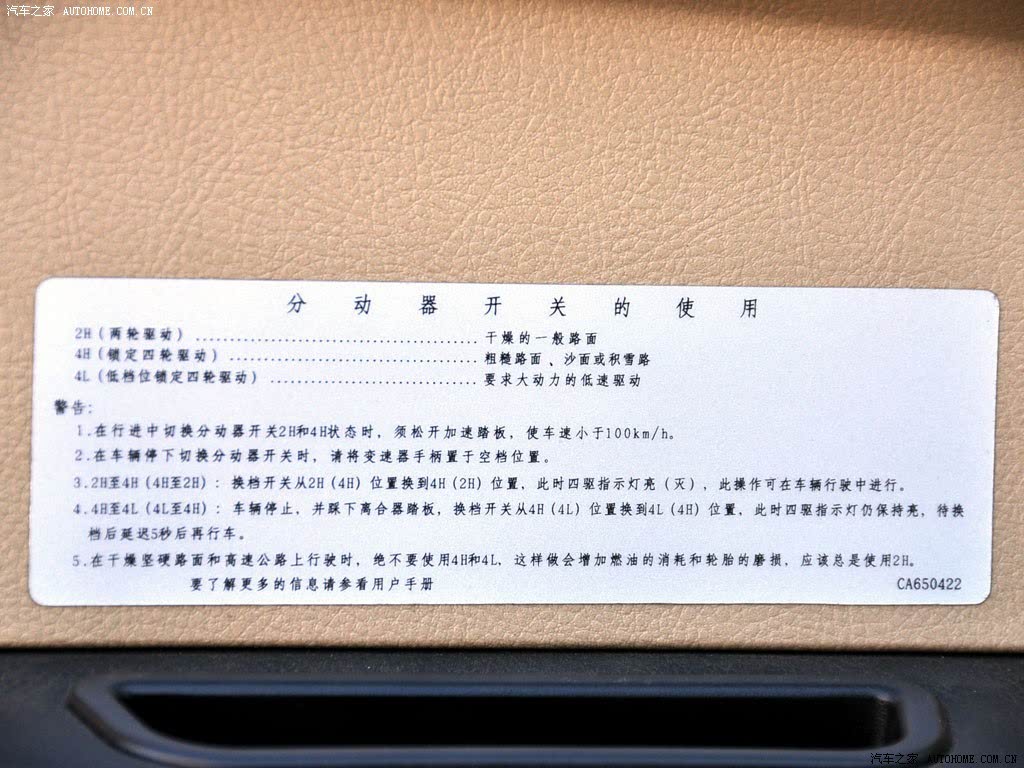 汽车之家 AUTOHOME.COM.CN
分动器开关的使用
2H(两轮驱动)................................干燥的一般路面
4H(锁定四轮驱动)............................粗糙路面、沙面或积雪路
4L(低档位锁定四轮驱动)......................要求大动力的低速驱动
警告:
1.在行进中切换分动器开关2H和4H状态时，须松开加速踏板，使车速小于100km/h。
2.在车辆停下切换分动器开关时，请将变速器手柄置于空档位置。
3.2H至4H(4H至2H)：换档开关从2H(4H)位置换到4H(2H)位置，此时四驱指示灯亮(灭)，此操作可在车辆行驶中进行。
4.4H至4L(4L至4H)：车辆停止，并踩下离合器踏板，换档开关从4H(4L)位置换到4L(4H)位置，此时四驱指示灯仍保持亮，待换
档后延迟5秒后再行车。
5.在干燥坚硬路面和高速公路上行驶时，绝不要使用4H和4L，这样做会增加燃油的消耗和轮胎的磨损，应该总是使用2H。
要了解更多的信息请参看用户手册 CA650422
汽车之家 AUTOHOME.COM.CN